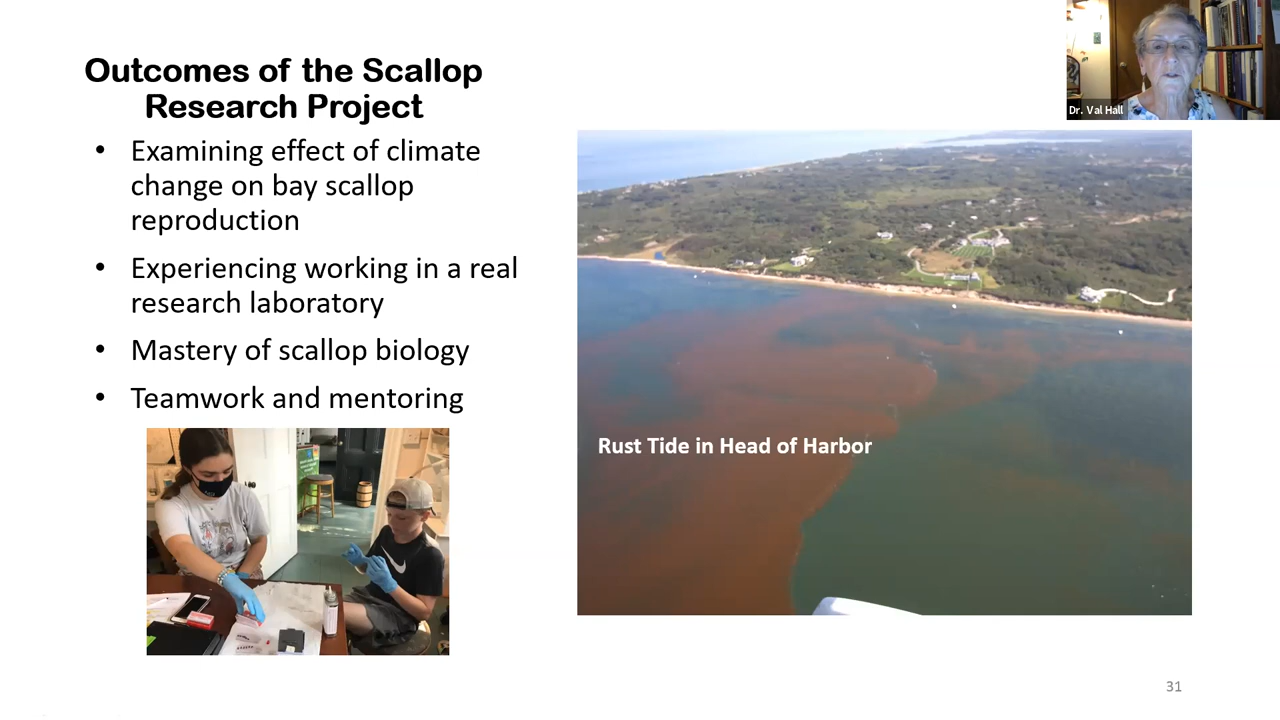 Outcomes of the Scallop
Research Project
• Examining effect of climate
change on bay scallop
reproduction
• Experiencing working in a real
research laboratory
• Mastery of scallop biology
• Teamwork and mentoring
Rust Tide in Head of Harbor
Dr. Val Hall
31